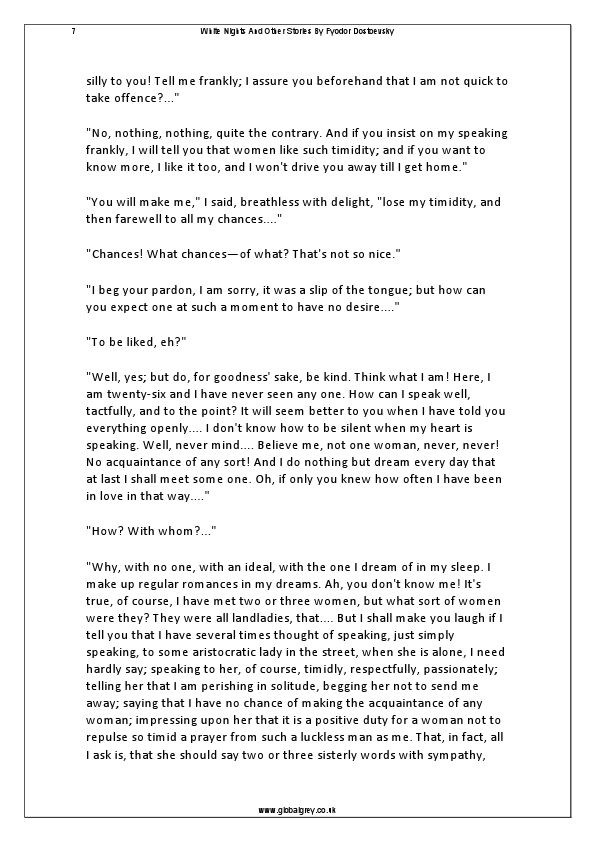 7 White Nights And Other Stories By Fyodor Dostoevsky
silly to you! Tell me frankly; I assure you beforehand that I am not quick to
take offence?..."
"No, nothing, nothing, quite the contrary. And if you insist on my speaking
frankly, I will tell you that women like such timidity; and if you want to
know more, I like it too, and I won't drive you away till I get home."
"You will make me," I said, breathless with delight, "lose my timidity, and
then farewell to all my chances...."
"Chances! What chances—of what? That's not so nice."
"I beg your pardon, I am sorry, it was a slip of the tongue; but how can
you expect one at such a moment to have no desire...."
"To be liked, eh?"
"Well, yes; but do, for goodness' sake, be kind. Think what I am! Here, I
am twenty-six and I have never seen any one. How can I speak well,
tactfully, and to the point? It will seem better to you when I have told you
everything openly.... I don't know how to be silent when my heart is
speaking. Well, never mind.... Believe me, not one woman, never, never!
No acquaintance of any sort! And I do nothing but dream every day that
at last I shall meet some one. Oh, if only you knew how often I have been
in love in that way...."
"How? With whom?..."
"Why, with no one, with an ideal, with the one I dream of in my sleep. I
make up regular romances in my dreams. Ah, you don't know me! It's
true, of course, I have met two or three women, but what sort of women
were they? They were all landladies, that.... But I shall make you laugh if I
tell you that I have several times thought of speaking, just simply
speaking, to some aristocratic lady in the street, when she is alone, I need
hardly say; speaking to her, of course, timidly, respectfully, passionately;
telling her that I am perishing in solitude, begging her not to send me
away; saying that I have no chance of making the acquaintance of any
woman; impressing upon her that it is a positive duty for a woman not to
repulse so timid a prayer from such a luckless man as me. That, in fact, all
I ask is, that she should say two or three sisterly words with sympathy,
www.globalgrey.co.uk